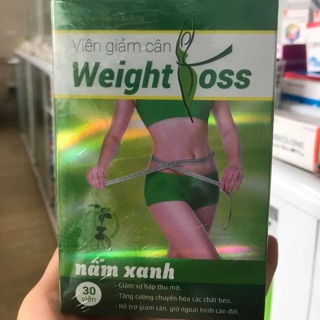 Viên giảm cân
Weight Loss
nấm xanh
30
viên
- Giảm sự hấp thu mỡ.
- Tăng cường chuyển hóa các chất béo.
- Hỗ trợ giảm cân, giữ ngoại hình cân đối.